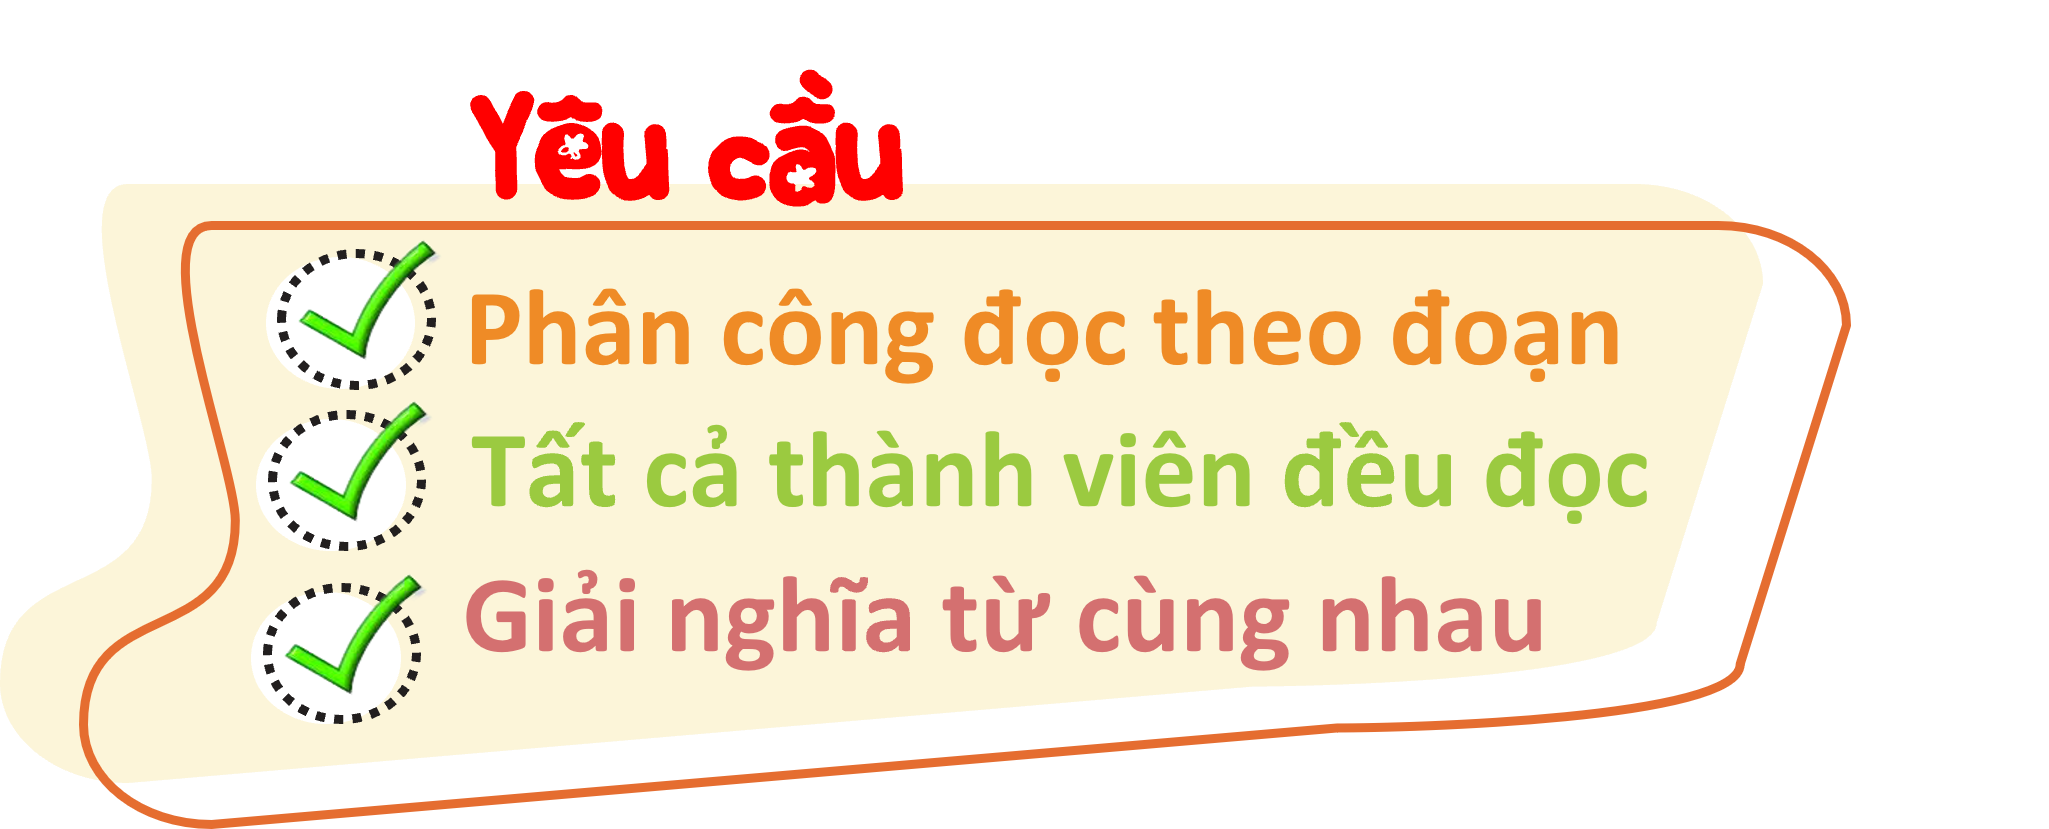 Yêu cầu
Phân công đọc theo đoạn
Tất cả thành viên đều đọc
Giải nghĩa từ cùng nhau